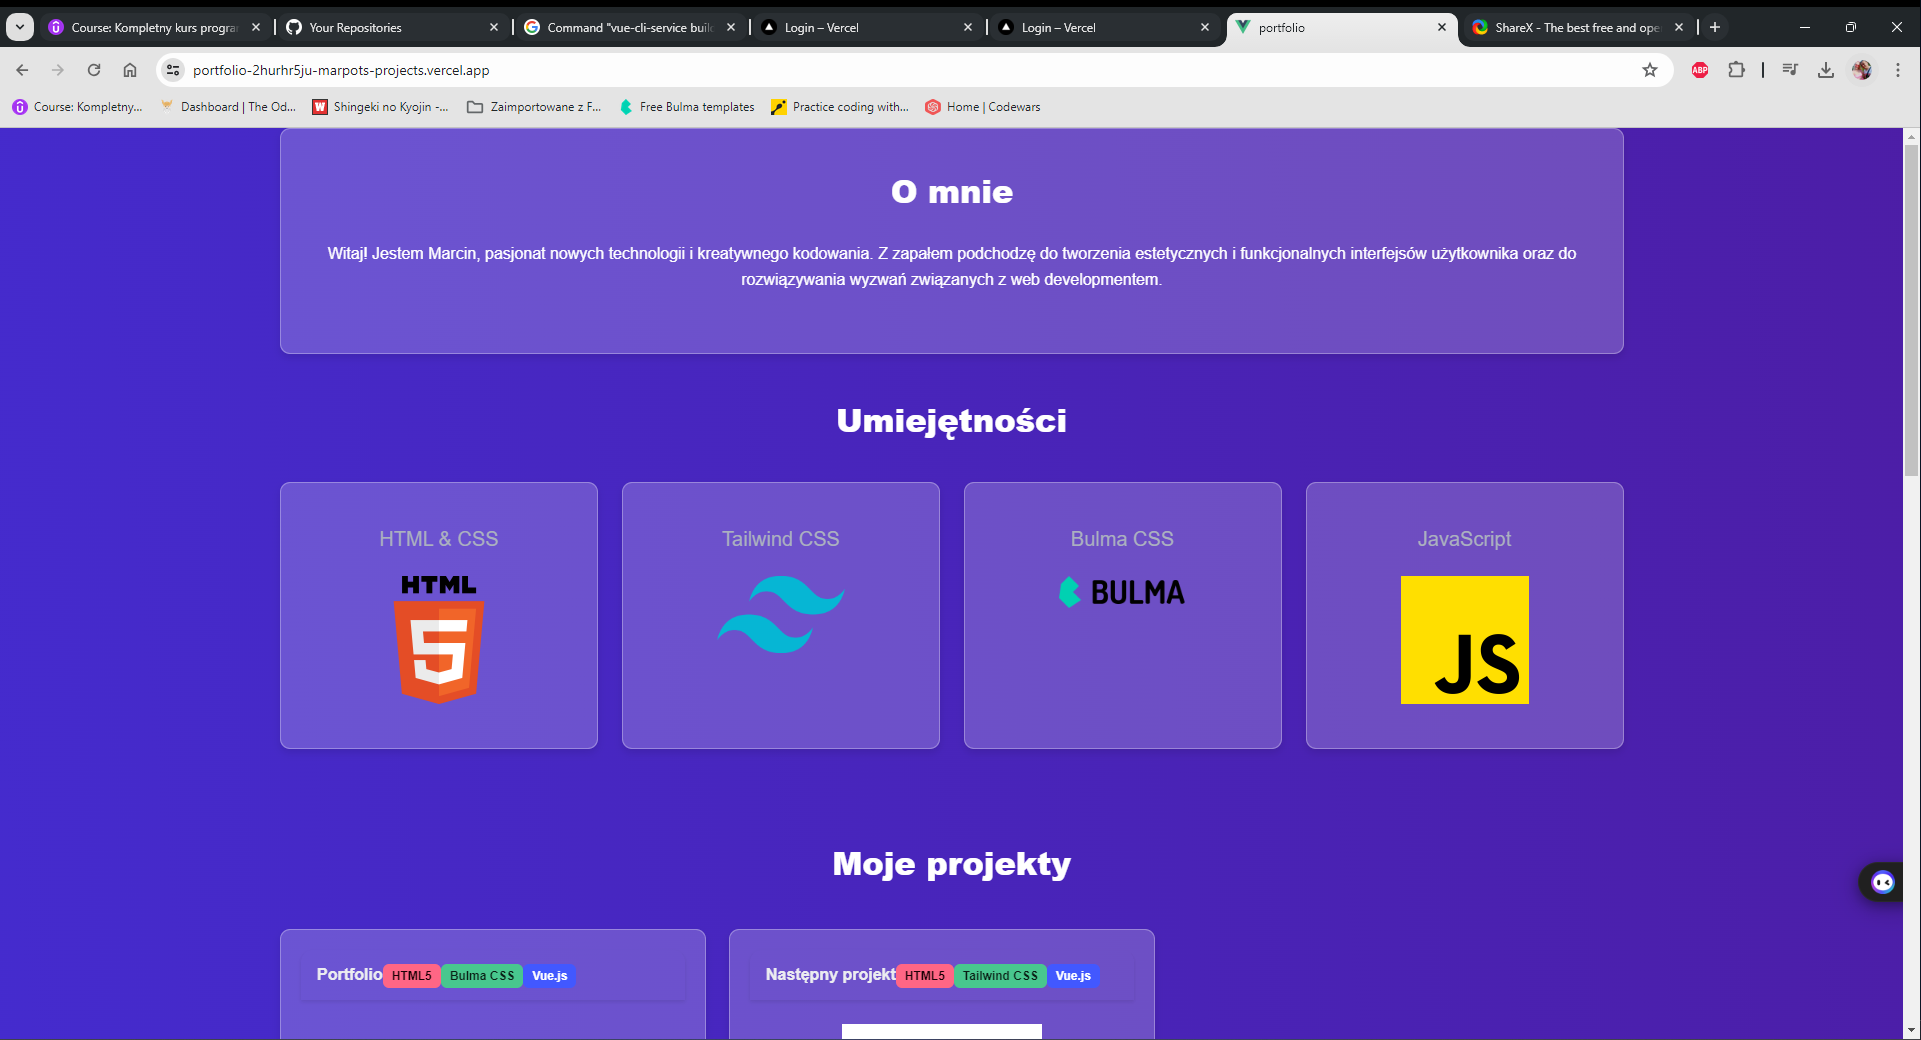 Course: Kompletny kurs progra
Your Repositories
Command "vue-cli-service buil
Login – Vercel
Login – Vercel
portfolio
ShareX - The best free and ope
portfolio-2hurhr5ju-marpots-projects.vercel.app
ABP
Course: Kompletny...
Dashboard | The Od...
W
Shingeki no Kyojin -...
Zaimportowane z F...
Free Bulma templates
Practice coding with...
Home | Codewars
O mnie
Witaj! Jestem Marcin, pasjonat nowych technologii i kreatywnego kodowania. Z zapałem podchodzę do tworzenia estetycznych i funkcjonalnych interfejsów użytkownika oraz do
rozwiązywania wyzwań związanych z web developmentem.
Umiejętności
HTML & CSS
HTML
5
Tailwind CSS
Bulma CSS
BULMA
JavaScript
JS
Moje projekty
Portfolio HTML5 Bulma CSS Vue.js
Następny projekt HTML5 Tailwind CSS Vue.js